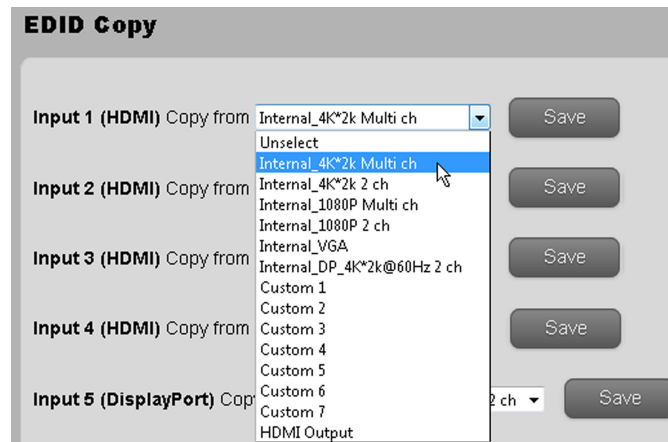 EDID Copy
Input 1 (HDMI) Copy from Internal_4K*2k Multi ch Save
Unselect
Internal_4K*2k Multi ch
Input 2 (HDMI) Copy from Internal_4K*2k 2 ch Save
Internal_1080P Multi ch
Internal_1080P 2 ch
Internal_VGA
Input 3 (HDMI) Copy from Internal_DP_4K*2k@60Hz 2 ch Save
Custom 1
Custom 2
Input 4 (HDMI) Copy from Custom 3 Save
Custom 4
Custom 5
Input 5 (DisplayPort) Cop Custom 6 2 ch Save
Custom 7
HDMI Output